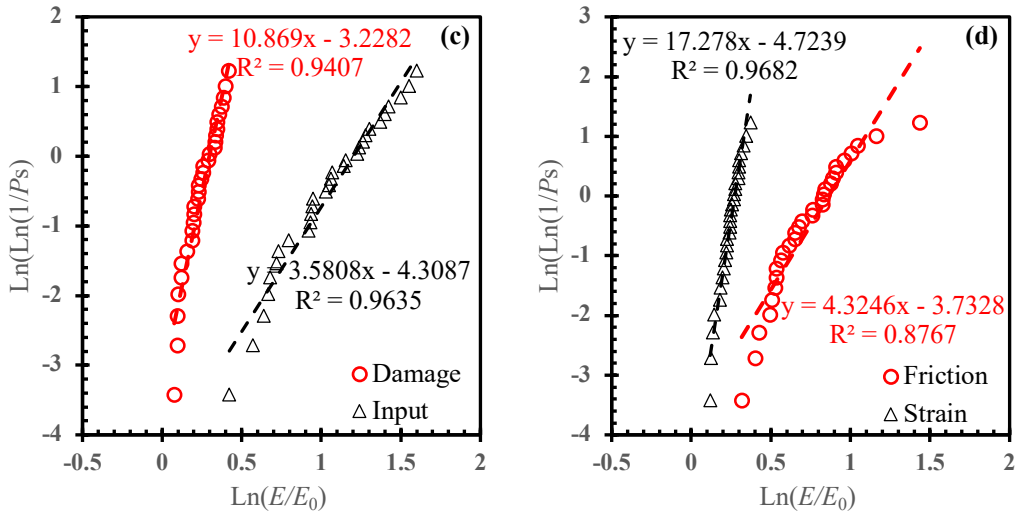 (c)
y = 10.869x - 3.2282
R² = 0.9407
y = 3.5808x - 4.3087
R² = 0.9635
Damage
Input
2
1
0
-1
-2
-3
-4
-0.5
0
0.5
1
1.5
2
Ln(Ln(1/Ps)
Ln(E/E₀)
(d)
y = 17.278x - 4.7239
R² = 0.9682
y = 4.3246x - 3.7328
R² = 0.8767
Friction
Strain
3
2
1
0
-1
-2
-3
-4
-0.5
0
0.5
1
1.5
2
Ln(Ln(1/Ps)
Ln(E/E₀)